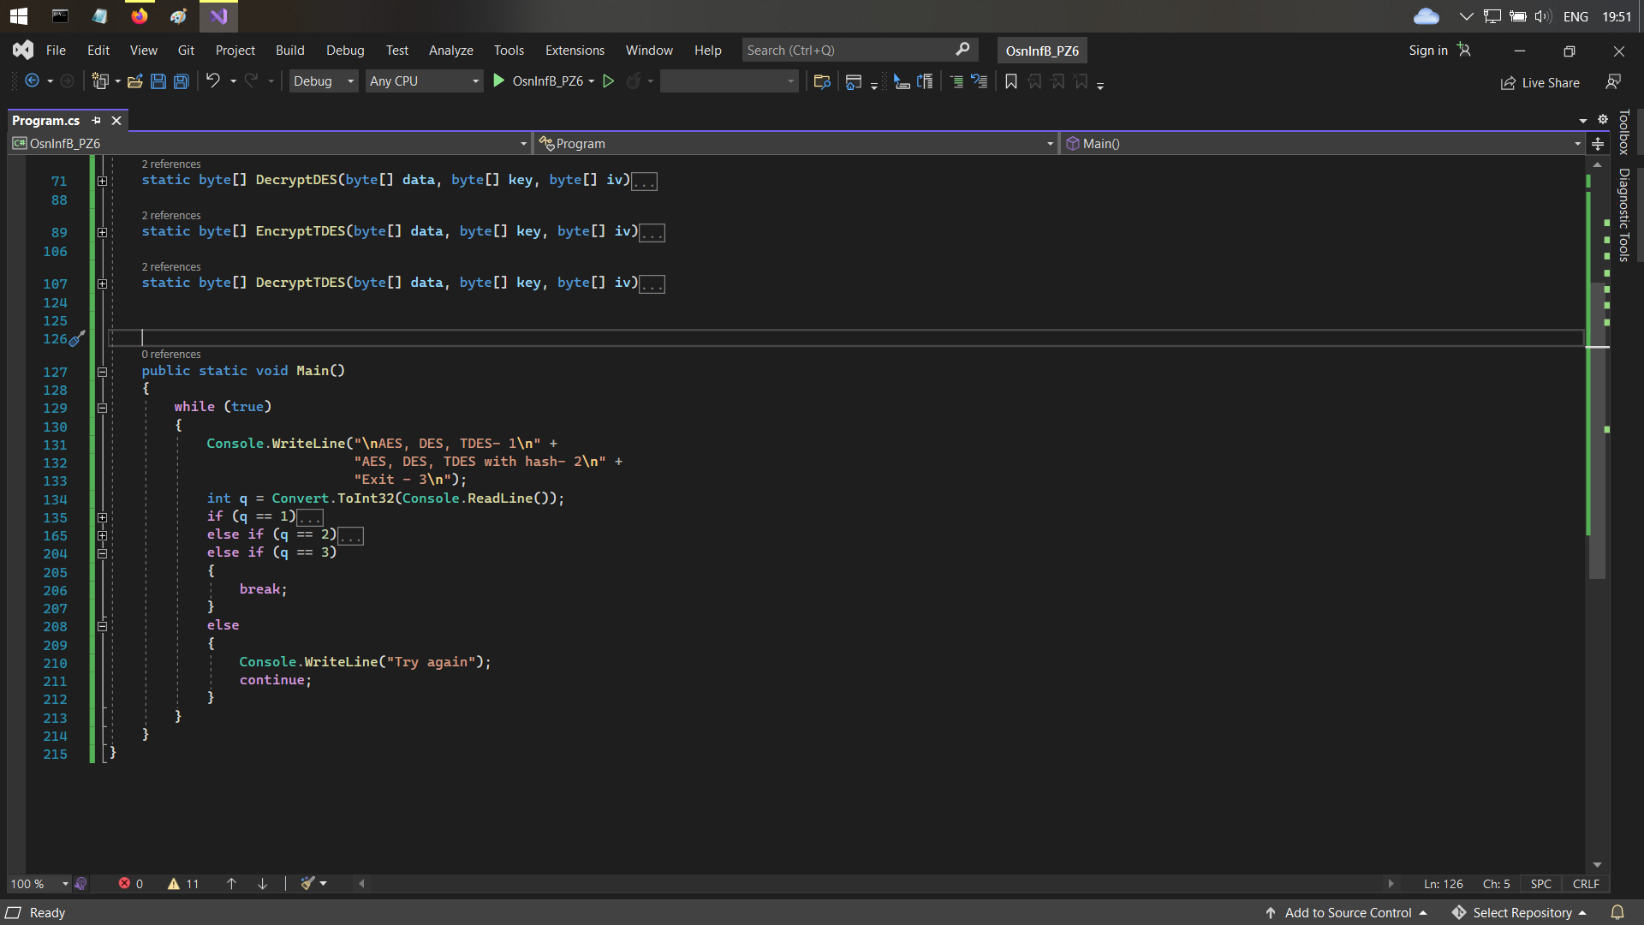 ENG 19:51
File Edit View Git Project Build Debug Test Analyze Tools Extensions Window Help Search (Ctrl+Q) OsnInfB_PZ6 Sign in
Debug Any CPU OsnInfB_PZ6 Live Share
Program.cs
C# OsnInfB_PZ6 Program Main()
Toolbox
Diagnostic Tools
2 references
71 static byte[] DecryptDES(byte[] data, byte[] key, byte[] iv)...
88
2 references
89 static byte[] EncryptTDES(byte[] data, byte[] key, byte[] iv)...
106
2 references
107 static byte[] DecryptTDES(byte[] data, byte[] key, byte[] iv)...
124
125
126
0 references
127 public static void Main()
128 {
129 while (true)
130 {
131 Console.WriteLine("\nAES, DES, TDES- 1\n" +
132 "AES, DES, TDES with hash- 2\n" +
133 "Exit - 3\n");
134 int q = Convert.ToInt32(Console.ReadLine());
135 if (q == 1)...
165 else if (q == 2)...
204 else if (q == 3)
205 {
206 break;
207 }
208 else
209 {
210 Console.WriteLine("Try again");
211 continue;
212 }
213 }
214 }
215 }
100 % 0 11 Ln: 126 Ch: 5 SPC CRLF
Ready Add to Source Control Select Repository